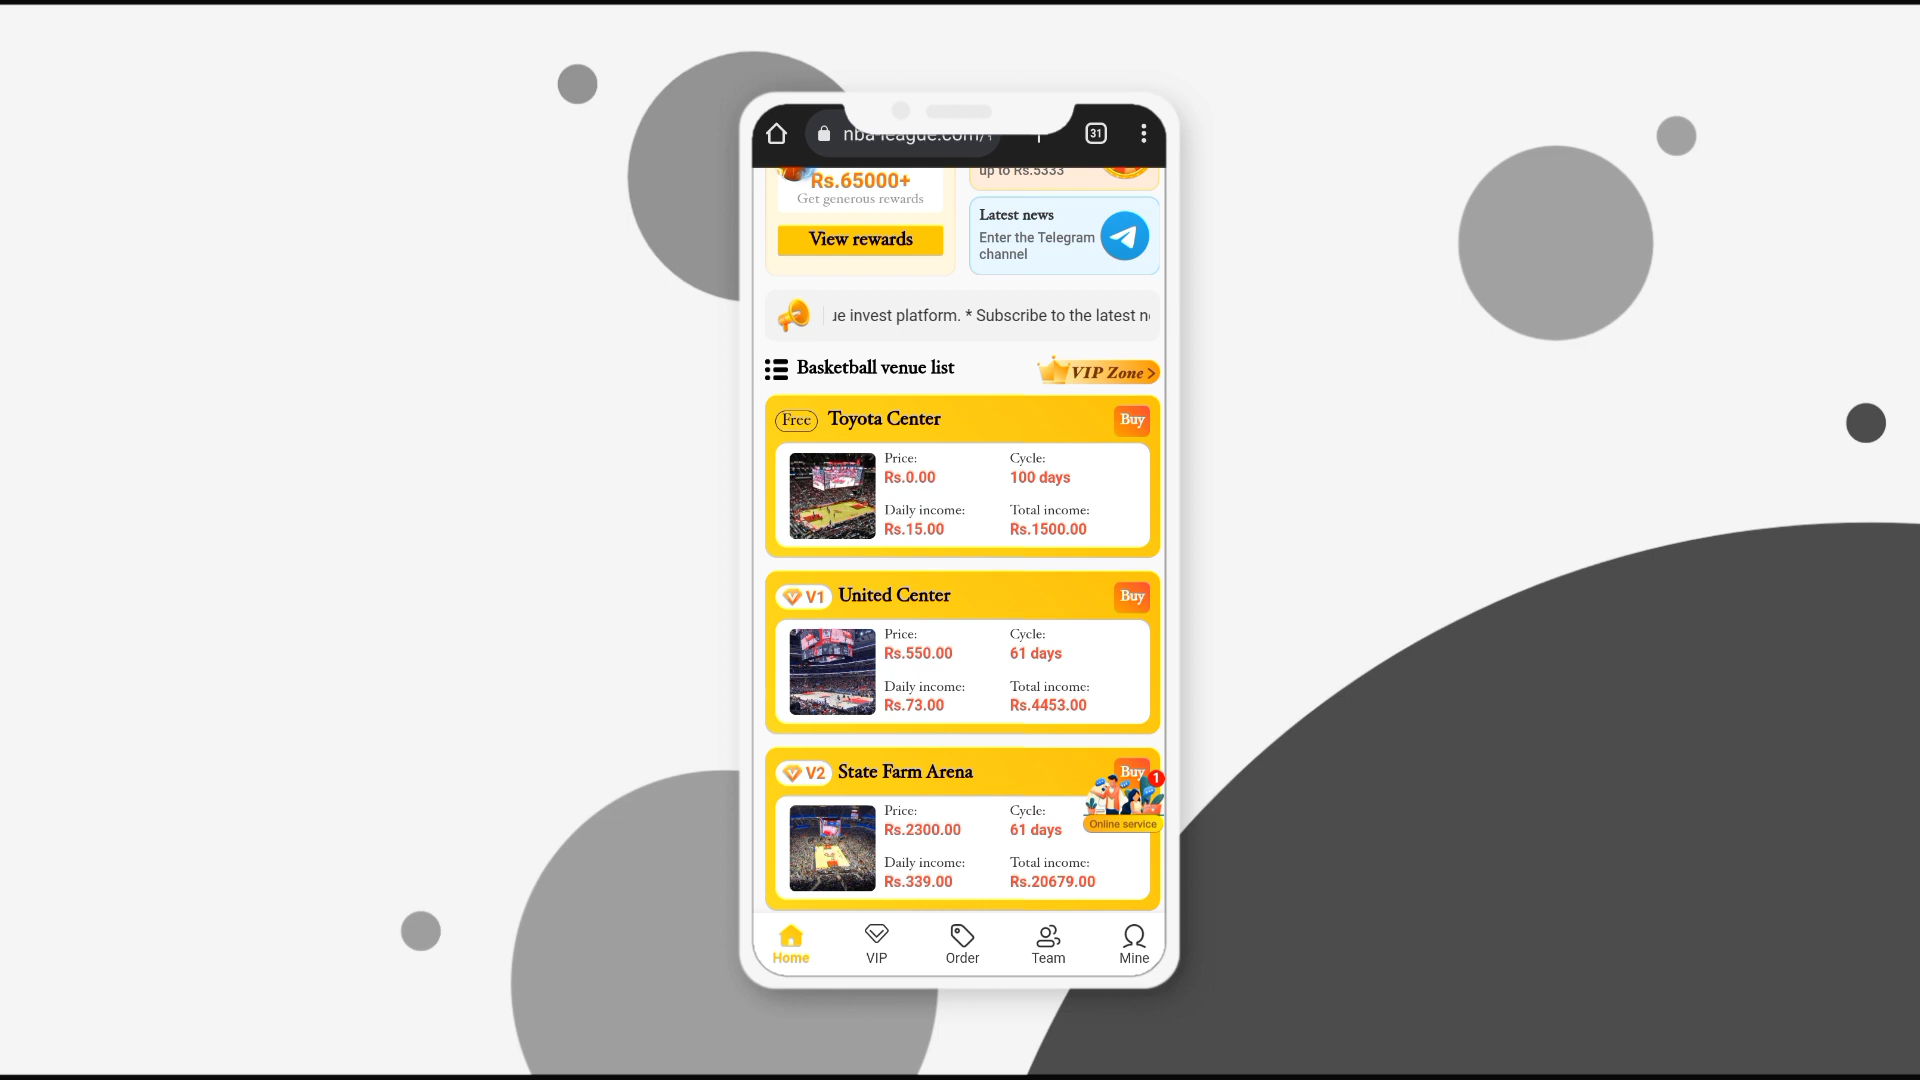 31
Rs.65000+
Get generous rewards
View rewards
up to Rs.5333
Latest news
Enter the Telegram
channel
invest platform. * Subscribe to the latest
Basketball venue list
VIP Zone >
Free Toyota Center Buy
Price: Cycle:
Rs.0.00 100 days
Daily income: Total income:
Rs.15.00 Rs.1500.00
V1 United Center Buy
Price: Cycle:
Rs.550.00 61 days
Daily income: Total income:
Rs.73.00 Rs.4453.00
V2 State Farm Arena Buy
1
Price: Cycle:
Rs.2300.00 61 days
Online service
Daily income: Total income:
Rs.339.00 Rs.20679.00
Home VIP Order Team Mine